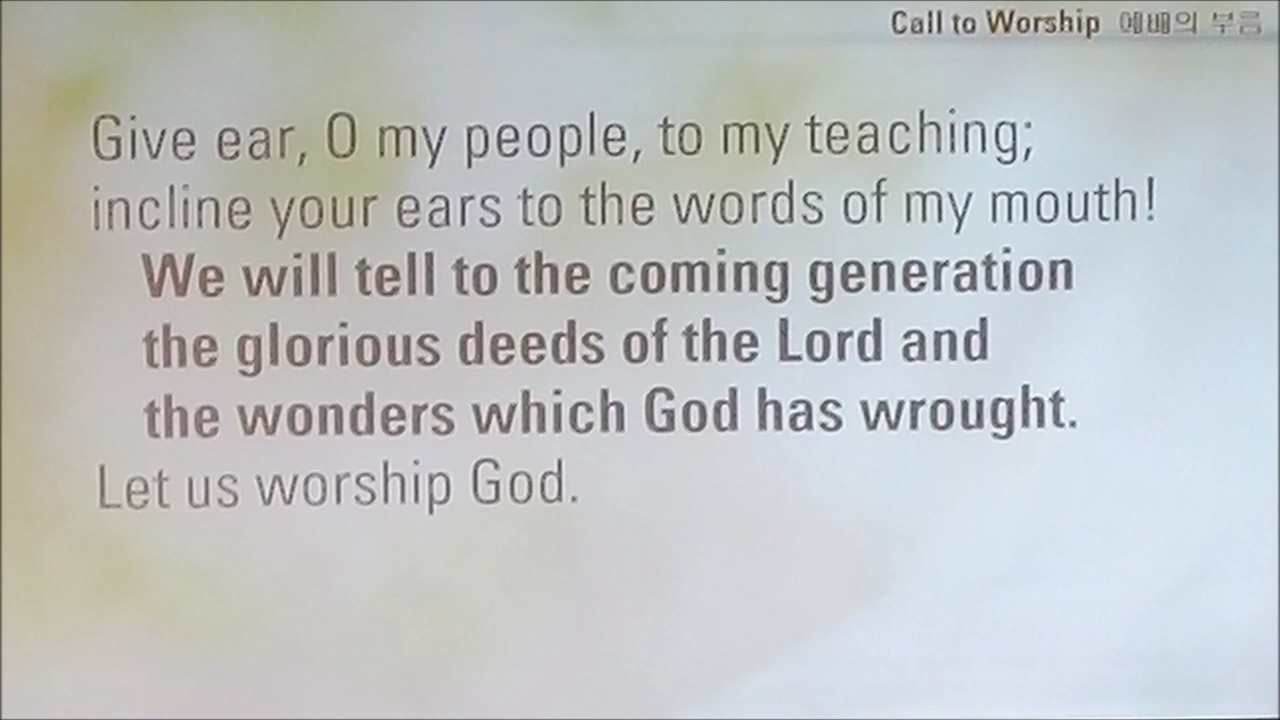 Call to Worship 예배의 부름
Give ear, O my people, to my teaching;
incline your ears to the words of my mouth!
We will tell to the coming generation
the glorious deeds of the Lord and
the wonders which God has wrought.
Let us worship God.